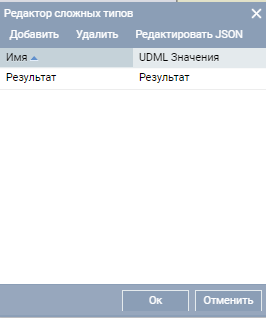 Редактор сложных типов
Добавить Удалить Редактировать JSON
Имя UDML Значения
Результат Результат
Ок Отменить